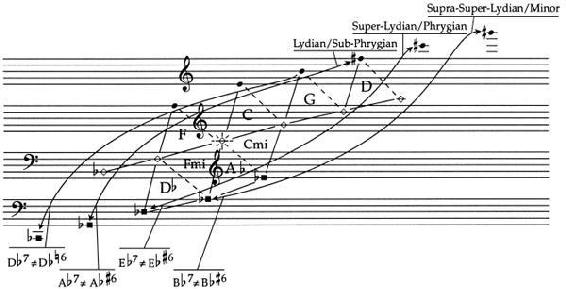 Supra-Super-Lydian/Minor
Super-Lydian/Phrygian
Lydian/Sub-Phrygian
D
G
C
F
Cmi
Fmi
A♭
D♭
D♭7≠D♭♮6
E♭7≠E♭♯6
A♭7≠A♭♯6
B♭7≠B♭♯6